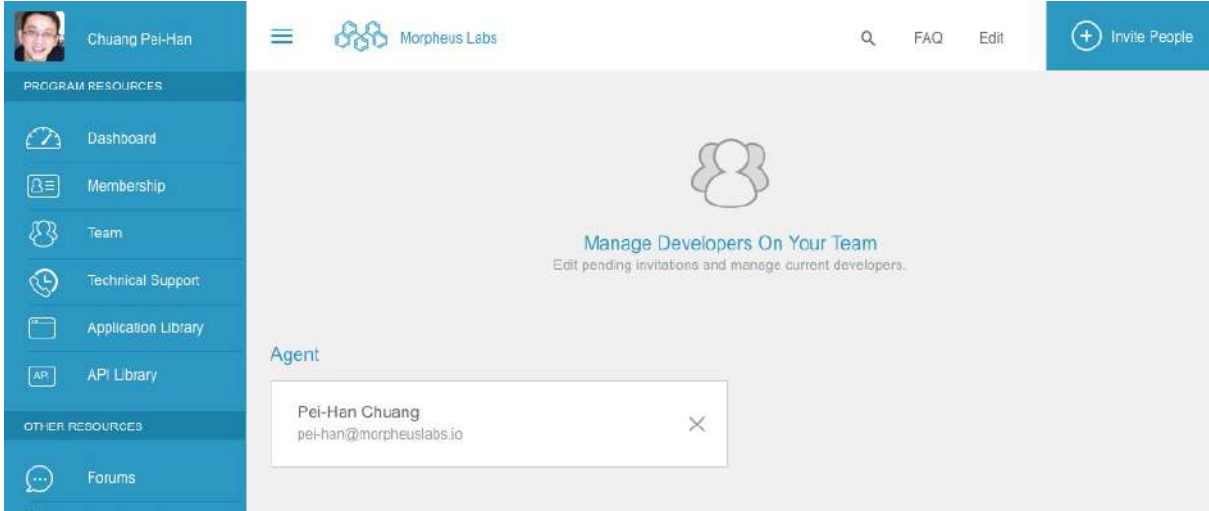 Chuang Pei-Han
Morpheus Labs
FAQ
Edit
Invite People
PROGRAM RESOURCES
Dashboard
Membership
Team
Technical Support
Application Library
API
API Library
OTHER RESOURCES
Forums
Manage Developers On Your Team
Edit pending invitations and manage current developers.
Agent
Pei-Han Chuang
pei-han@morpheuslabs.io